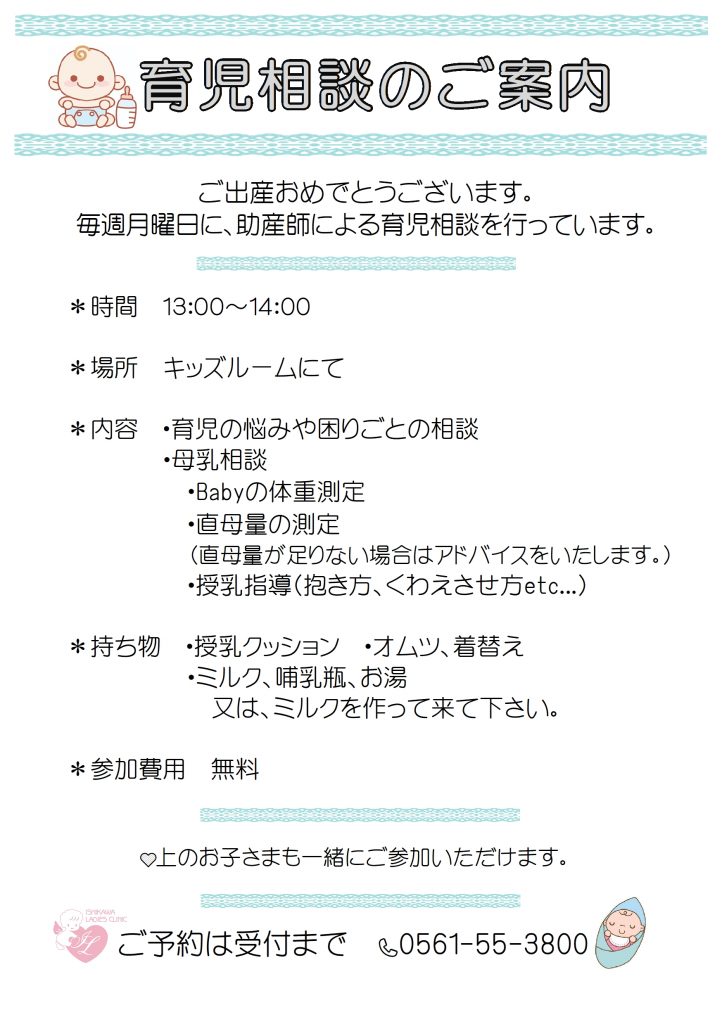 育児相談のご案内
ご出産おめでとうございます。
毎週月曜日に、助産師による育児相談を行っています。
＊時間　13:00～14:00
＊場所　キッズルームにて
＊内容　・育児の悩みや困りごとの相談
・母乳相談
・Babyの体重測定
・直母量の測定
（直母量が足りない場合はアドバイスをいたします。）
・授乳指導（抱き方、くわえさせ方etc...）
＊持ち物　・授乳クッション　・オムツ、着替え
・ミルク、哺乳瓶、お湯
又は、ミルクを作って来て下さい。
＊参加費用　無料
♡上のお子さまも一緒にご参加いただけます。
ISHIKAWA
LADIES CLINIC
ご予約は受付まで　📞0561-55-3800